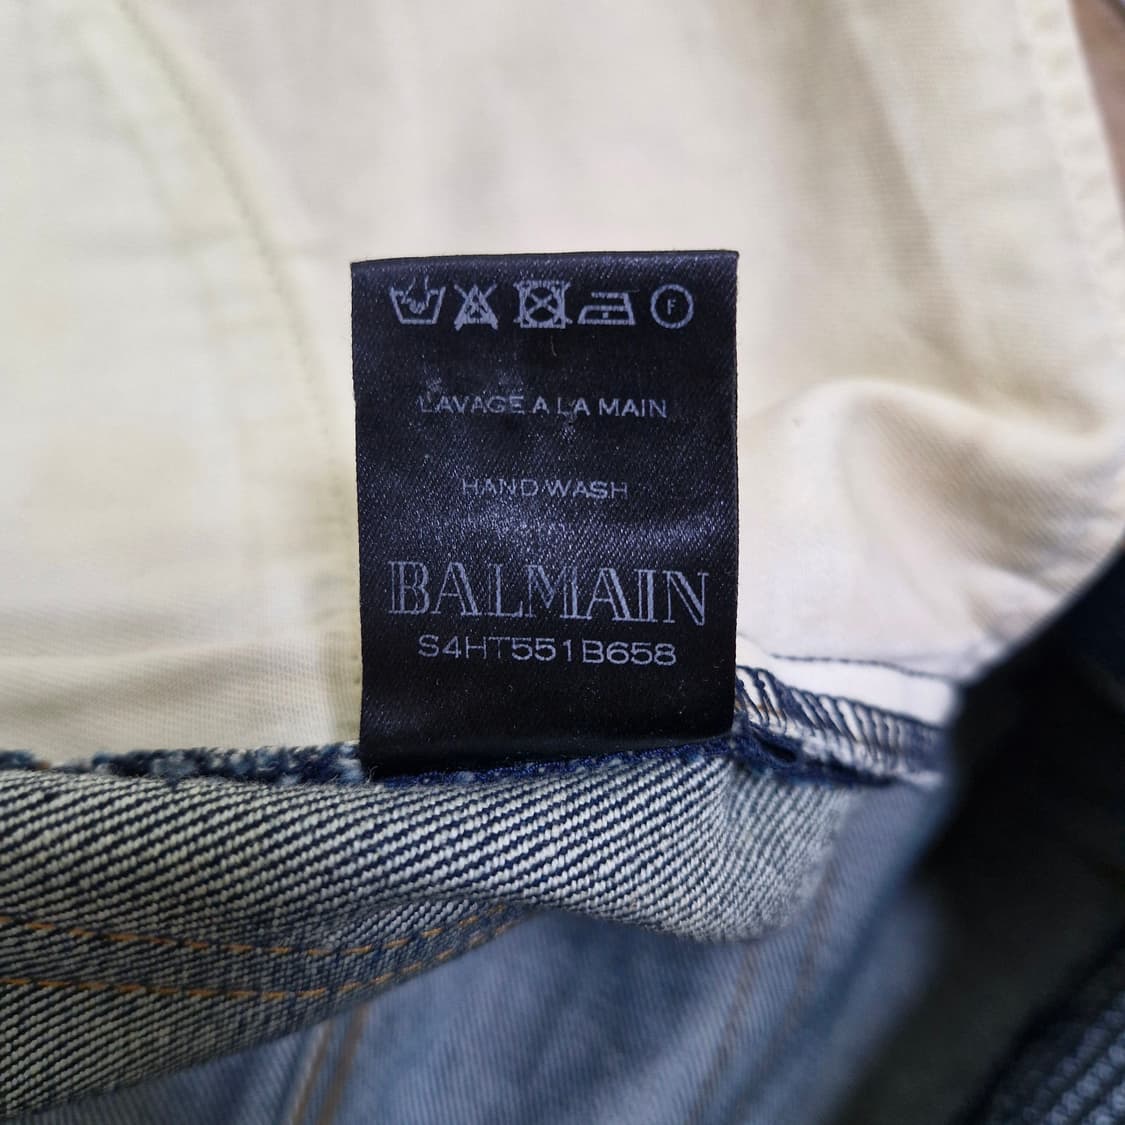 F
LAVAGE A LA MAIN
HAND WASH
BALMAIN
S4HT551B658